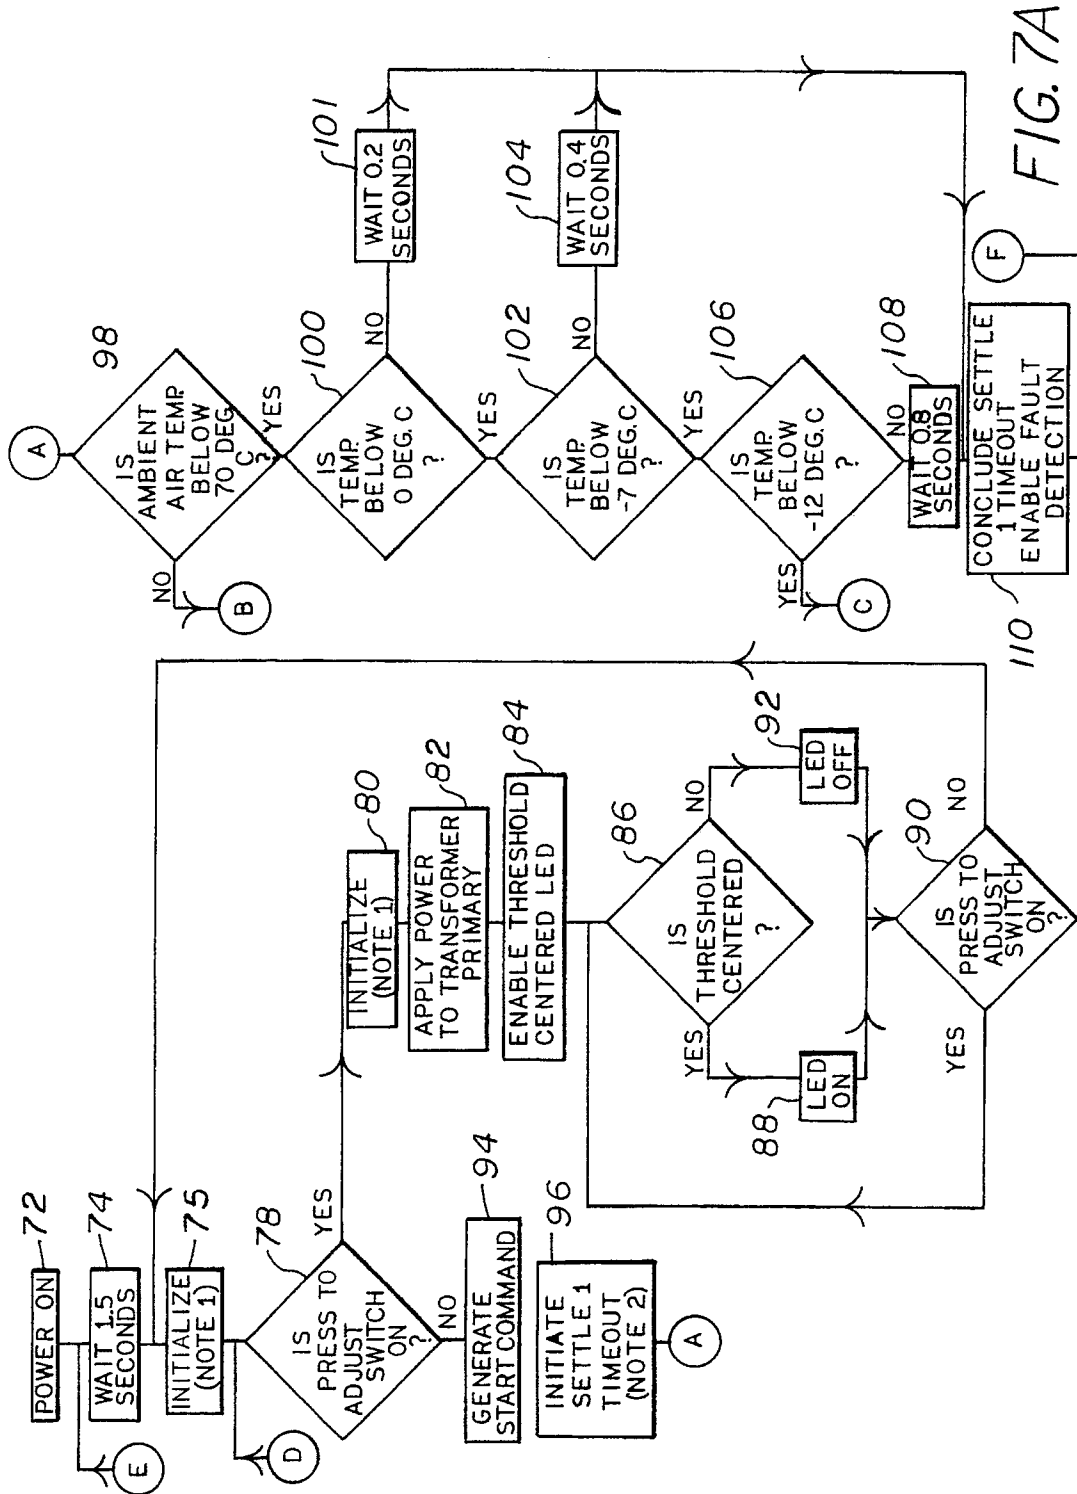 POWER ON
72
E
WAIT 1.5
SECONDS
74
INITIALIZE
(NOTE 1)
75
D
IS
PRESS TO
ADJUST
SWITCH
ON
?
78
YES
NO
GENERATE
START COMMAND
94
INITIATE
SETTLE 1
TIMEOUT
(NOTE 2)
96
A
INITIALIZE
(NOTE 1)
80
APPLY POWER
TO TRANSFORMER
PRIMARY
82
ENABLE THRESHOLD
CENTERED LED
84
IS
THRESHOLD
CENTERED
?
86
YES
NO
LED
ON
88
LED
OFF
92
IS
PRESS TO
ADJUST
SWITCH
ON
?
90
YES
NO
A
IS
AMBIENT
AIR TEMP.
BELOW
70 DEG.
C
?
98
NO
B
YES
IS
TEMP.
BELOW
0 DEG. C
?
100
NO
WAIT 0.2
SECONDS
101
YES
IS
TEMP.
BELOW
-7 DEG. C
?
102
NO
WAIT 0.4
SECONDS
104
YES
IS
TEMP.
BELOW
-12 DEG. C
?
106
YES
C
NO
WAIT 0.8
SECONDS
108
CONCLUDE SETTLE
1 TIMEOUT
ENABLE FAULT
DETECTION
110
F
FIG. 7A